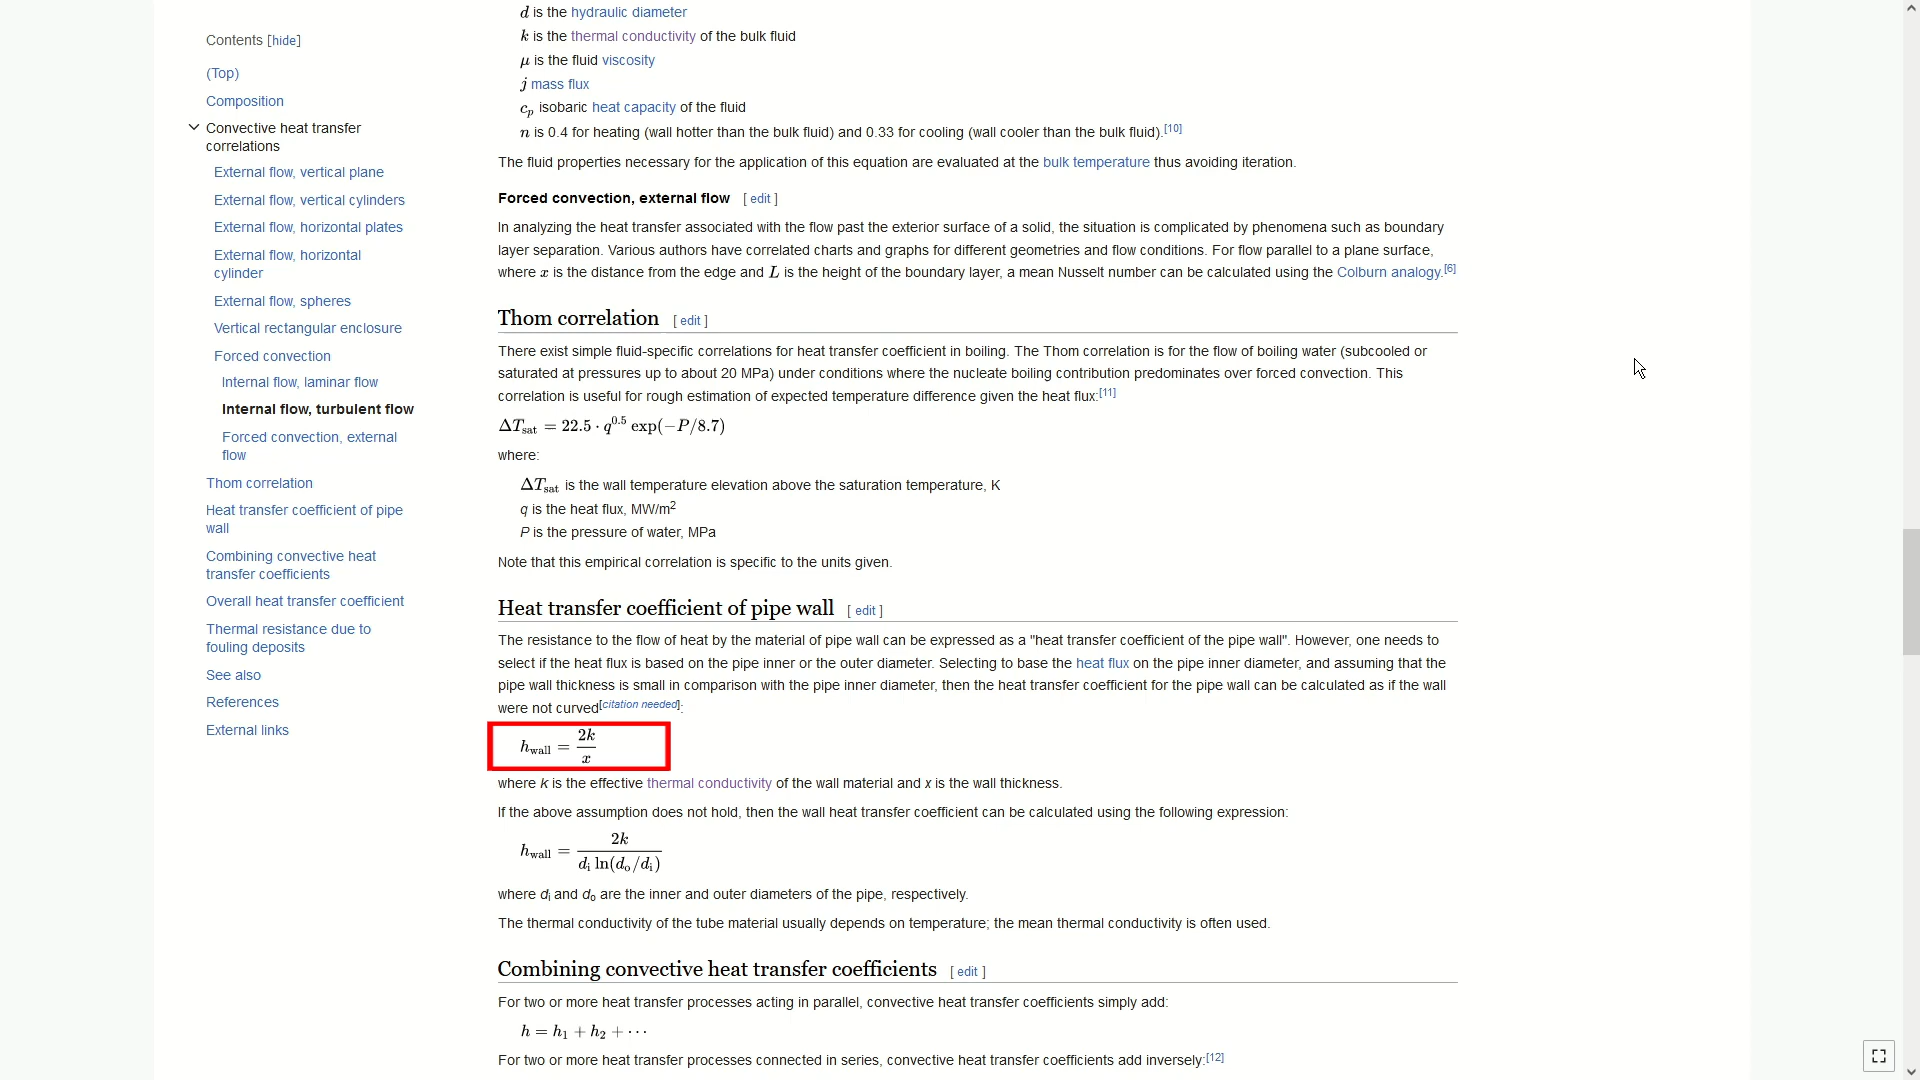 Contents [hide]
(Top)
Composition
Convective heat transfer
correlations
External flow, vertical plane
External flow, vertical cylinders
External flow, horizontal plates
External flow, horizontal
cylinder
External flow, spheres
Vertical rectangular enclosure
Forced convection
Internal flow, laminar flow
Internal flow, turbulent flow
Forced convection, external
flow
Thom correlation
Heat transfer coefficient of pipe
wall
Combining convective heat
transfer coefficients
Overall heat transfer coefficient
Thermal resistance due to
fouling deposits
See also
References
External links
d is the hydraulic diameter
k is the thermal conductivity of the bulk fluid
μ is the fluid viscosity
j mass flux
c_p isobaric heat capacity of the fluid
n is 0.4 for heating (wall hotter than the bulk fluid) and 0.33 for cooling (wall cooler than the bulk fluid).[10]
The fluid properties necessary for the application of this equation are evaluated at the bulk temperature thus avoiding iteration.
Forced convection, external flow [ edit ]
In analyzing the heat transfer associated with the flow past the exterior surface of a solid, the situation is complicated by phenomena such as boundary
layer separation. Various authors have correlated charts and graphs for different geometries and flow conditions. For flow parallel to a plane surface,
where x is the distance from the edge and L is the height of the boundary layer, a mean Nusselt number can be calculated using the Colburn analogy.[6]
Thom correlation [ edit ]
There exist simple fluid-specific correlations for heat transfer coefficient in boiling. The Thom correlation is for the flow of boiling water (subcooled or
saturated at pressures up to about 20 MPa) under conditions where the nucleate boiling contribution predominates over forced convection. This
correlation is useful for rough estimation of expected temperature difference given the heat flux:[11]
ΔT_sat = 22.5 · q^0.5 exp(−P/8.7)
where:
ΔT_sat is the wall temperature elevation above the saturation temperature, K
q is the heat flux, MW/m²
P is the pressure of water, MPa
Note that this empirical correlation is specific to the units given.
Heat transfer coefficient of pipe wall [ edit ]
The resistance to the flow of heat by the material of pipe wall can be expressed as a "heat transfer coefficient of the pipe wall". However, one needs to
select if the heat flux is based on the pipe inner or the outer diameter. Selecting to base the heat flux on the pipe inner diameter, and assuming that the
pipe wall thickness is small in comparison with the pipe inner diameter, then the heat transfer coefficient for the pipe wall can be calculated as if the wall
were not curved[citation needed]:
h_wall = 2k/x
where k is the effective thermal conductivity of the wall material and x is the wall thickness.
If the above assumption does not hold, then the wall heat transfer coefficient can be calculated using the following expression:
h_wall = 2k/(d_i ln(d_o/d_i))
where d_i and d_o are the inner and outer diameters of the pipe, respectively.
The thermal conductivity of the tube material usually depends on temperature; the mean thermal conductivity is often used.
Combining convective heat transfer coefficients [ edit ]
For two or more heat transfer processes acting in parallel, convective heat transfer coefficients simply add:
h = h₁ + h₂ + ⋯
For two or more heat transfer processes connected in series, convective heat transfer coefficients add inversely:[12]